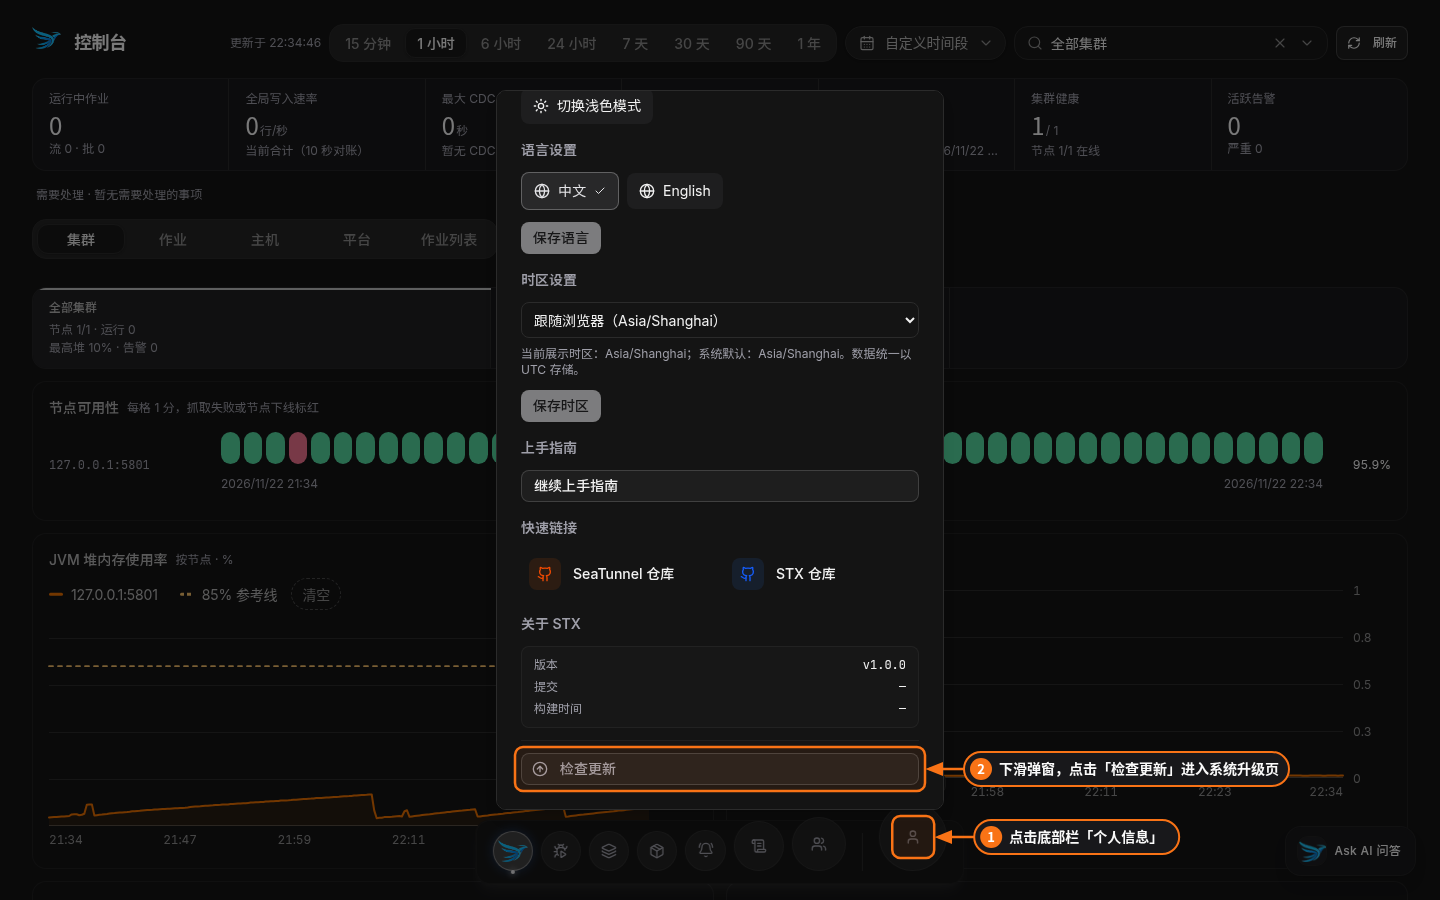 控制台
更新于 22:34:46
15 分钟
1 小时
6 小时
24 小时
7 天
30 天
90 天
1 年
自定义时间段
全部集群
刷新
运行中作业
0
流 0 · 批 0
全局写入速率
0 行/秒
当前合计（10 秒对账）
最大 CDC
0 秒
暂无 CDC
6/11/22 ...
集群健康
1 / 1
节点 1/1 在线
活跃告警
0
严重 0
需要处理 · 暂无需要处理的事项
集群
作业
主机
平台
作业列表
全部集群
节点 1/1 · 运行 0
最高堆 10% · 告警 0
节点可用性 每格 1 分，抓取失败或节点下线标红
127.0.0.1:5801
95.9%
2026/11/22 21:34
2026/11/22 22:34
JVM 堆内存使用率 按节点 · %
127.0.0.1:5801
85% 参考线
清空
1
0.8
0.5
0.3
0
21:34
21:47
21:59
22:11
21:58
22:11
22:23
22:34
切换浅色模式
语言设置
中文
English
保存语言
时区设置
跟随浏览器（Asia/Shanghai）
当前展示时区：Asia/Shanghai；系统默认：Asia/Shanghai。数据统一以
UTC 存储。
保存时区
上手指南
继续上手指南
快速链接
SeaTunnel 仓库
STX 仓库
关于 STX
版本
v1.0.0
提交
—
构建时间
—
检查更新
2 下滑弹窗，点击「检查更新」进入系统升级页
1 点击底部栏「个人信息」
Ask AI 问答